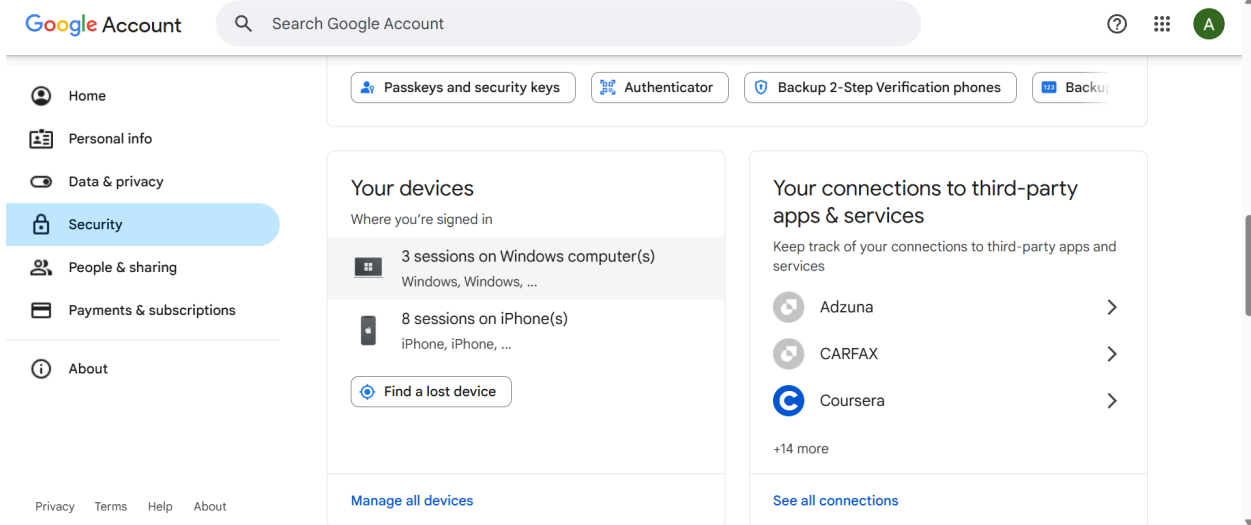 Google Account
Search Google Account
A
Home
Personal info
Data & privacy
Security
People & sharing
Payments & subscriptions
About
Privacy Terms Help About
Passkeys and security keys
Authenticator
Backup 2-Step Verification phones
123
Your devices
Where you're signed in
3 sessions on Windows computer(s)
Windows, Windows, ...
8 sessions on iPhone(s)
iPhone, iPhone, ...
Find a lost device
Manage all devices
Your connections to third-party
apps & services
Keep track of your connections to third-party apps and
services
Adzuna
CARFAX
Coursera
+14 more
See all connections